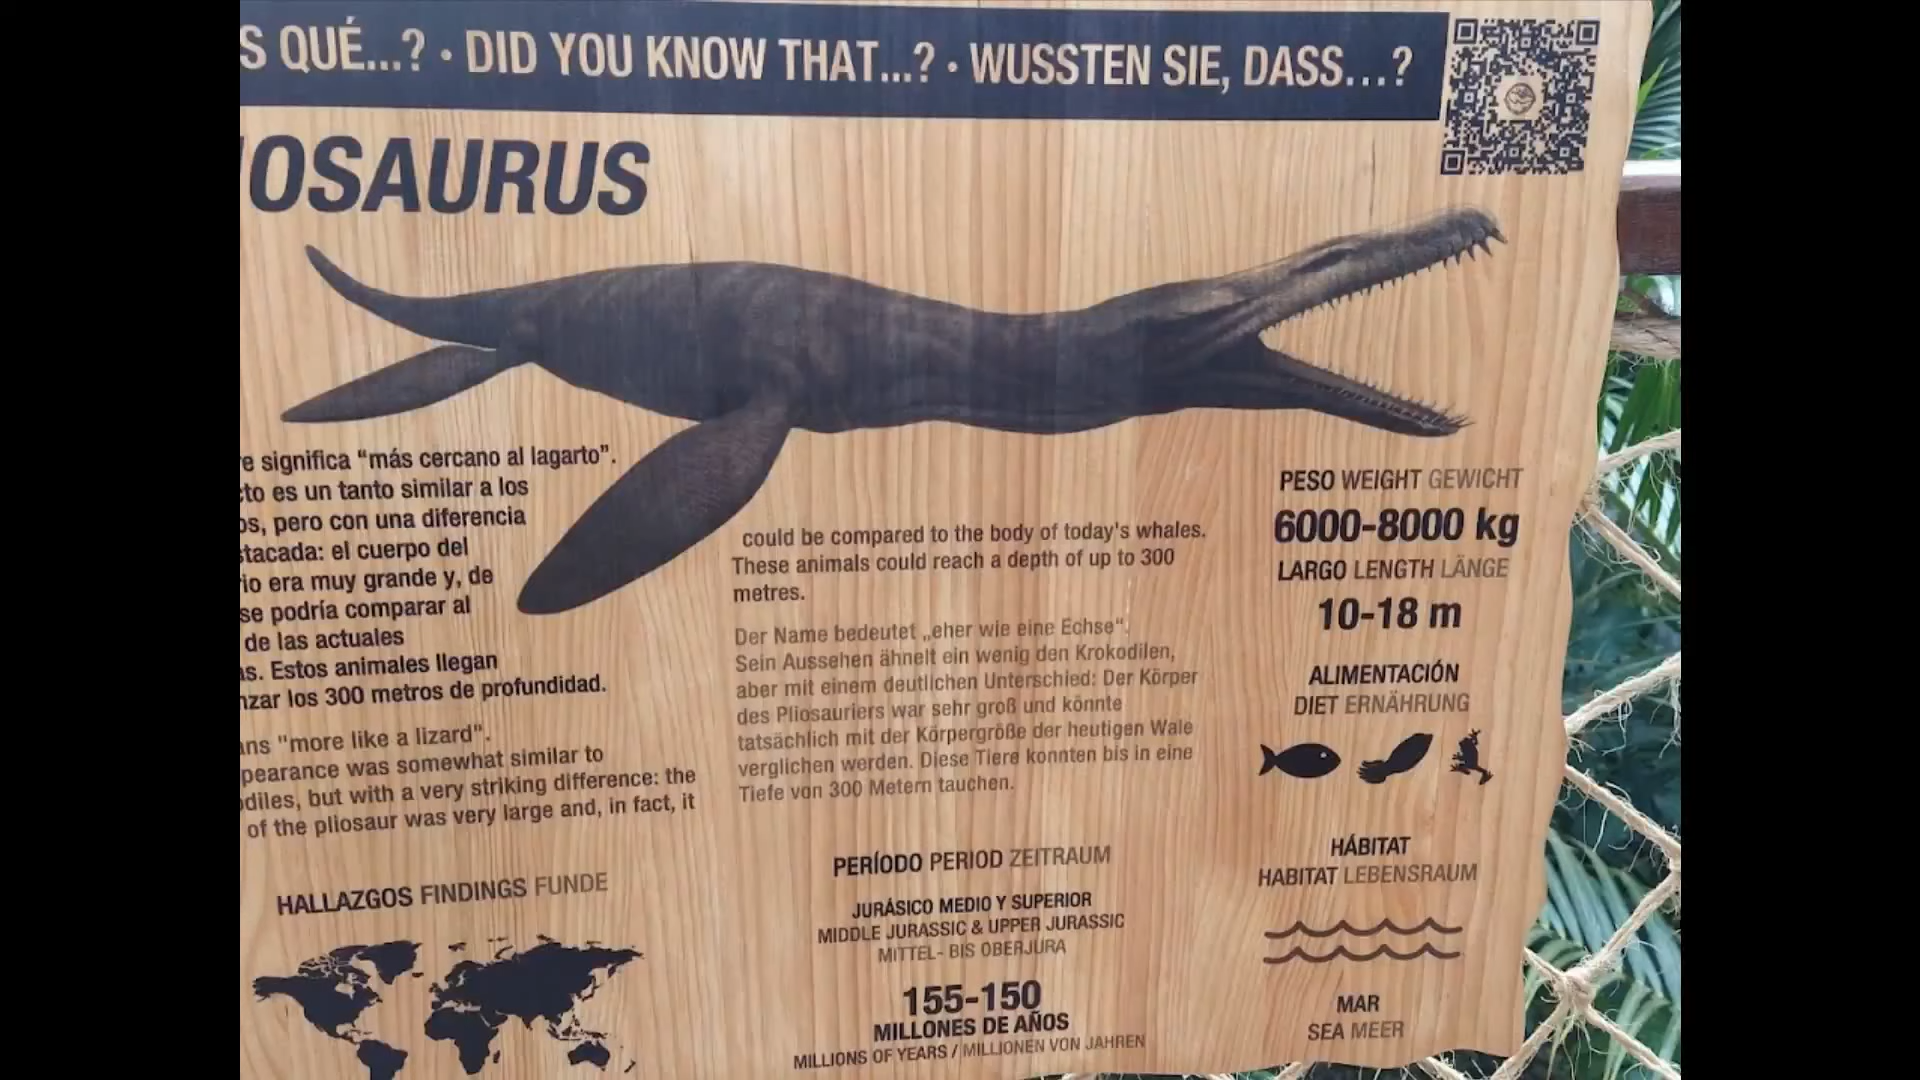 S QUÉ...? • DID YOU KNOW THAT...? • WUSSTEN SIE, DASS...?
OSAURUS
e significa “más cercano al lagarto”.
cto es un tanto similar a los
os, pero con una diferencia
stacada: el cuerpo del
io era muy grande y, de
se podría comparar al
de las actuales
as. Estos animales llegan
nzar los 300 metros de profundidad.
ans "more like a lizard".
pearance was somewhat similar to
odiles, but with a very striking difference: the
of the pliosaur was very large and, in fact, it
could be compared to the body of today's whales.
These animals could reach a depth of up to 300
metres.
Der Name bedeutet „eher wie eine Echse“.
Sein Aussehen ähnelt ein wenig den Krokodilen,
aber mit einem deutlichen Unterschied: Der Körper
des Pliosauriers war sehr groß und könnte
tatsächlich mit der Körpergröße der heutigen Wale
verglichen werden. Diese Tiere konnten bis in eine
Tiefe von 300 Metern tauchen.
PESO WEIGHT GEWICHT
6000-8000 kg
LARGO LENGTH LÄNGE
10-18 m
ALIMENTACIÓN
DIET ERNÄHRUNG
HÁBITAT
HABITAT LEBENSRAUM
MAR
SEA MEER
HALLAZGOS FINDINGS FUNDE
PERÍODO PERIOD ZEITRAUM
JURÁSICO MEDIO Y SUPERIOR
MIDDLE JURASSIC & UPPER JURASSIC
MITTEL- BIS OBERJURA
155-150
MILLONES DE AÑOS
MILLIONS OF YEARS / MILLIONEN VON JAHREN